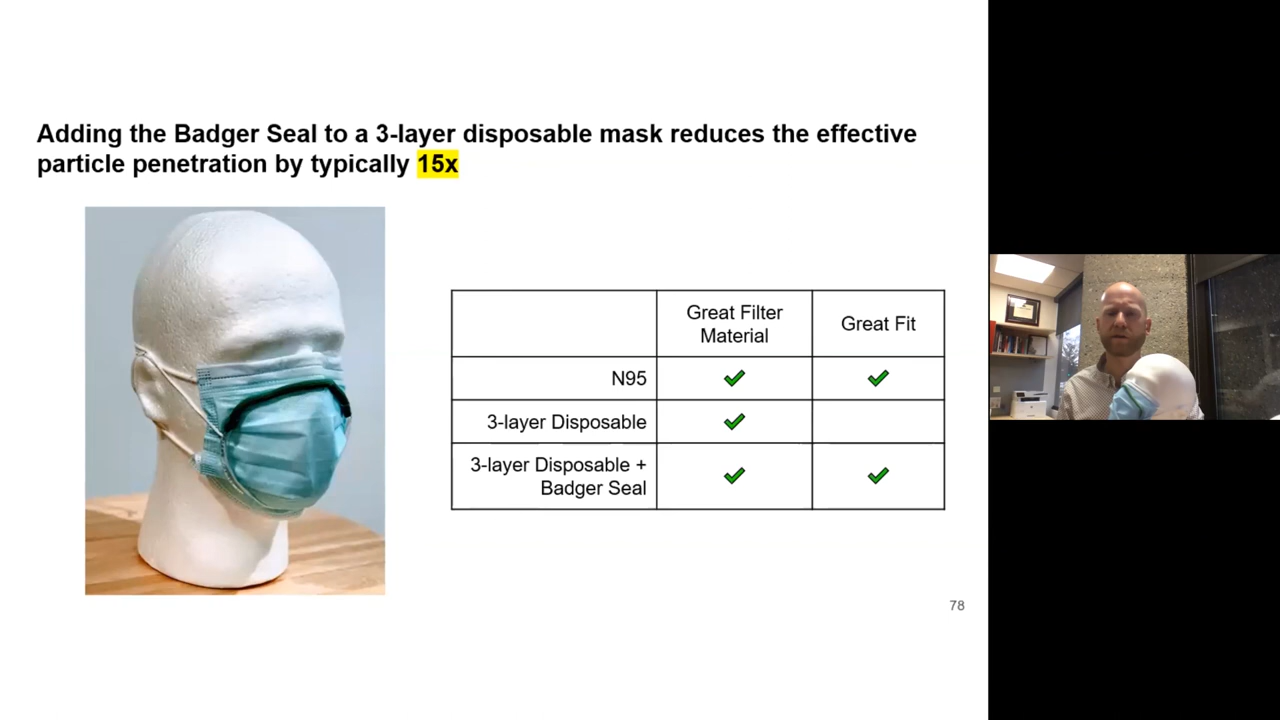 Adding the Badger Seal to a 3-layer disposable mask reduces the effective
particle penetration by typically 15x
Great Filter
Material
Great Fit
N95
3-layer Disposable
3-layer Disposable +
Badger Seal
78